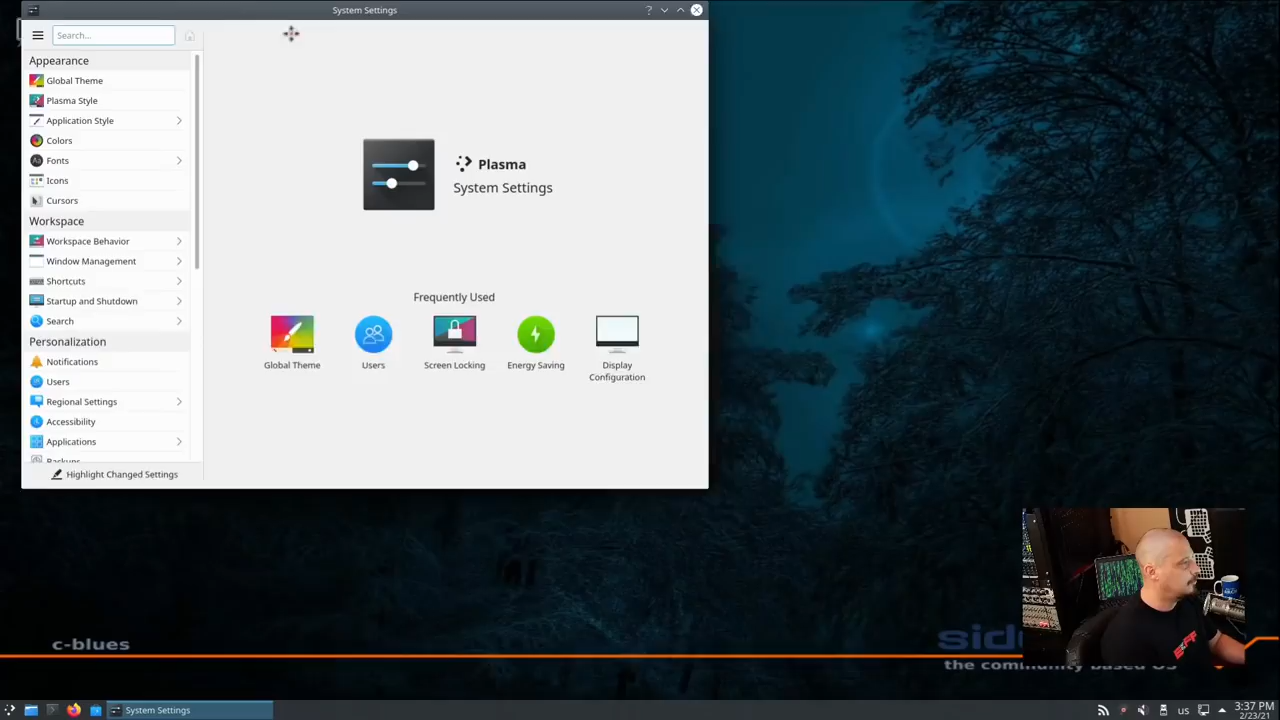 System Settings
Search...
Appearance
Global Theme
Plasma Style
Application Style
Colors
Fonts
Icons
Cursors
Workspace
Workspace Behavior
Window Management
Shortcuts
Startup and Shutdown
Search
Personalization
Notifications
Users
Regional Settings
Accessibility
Applications
Backups
Highlight Changed Settings
Plasma
System Settings
Frequently Used
Global Theme
Users
Screen Locking
Energy Saving
Display
Configuration
c-blues
the community based OS
System Settings
us
3:37 PM
2/23/21